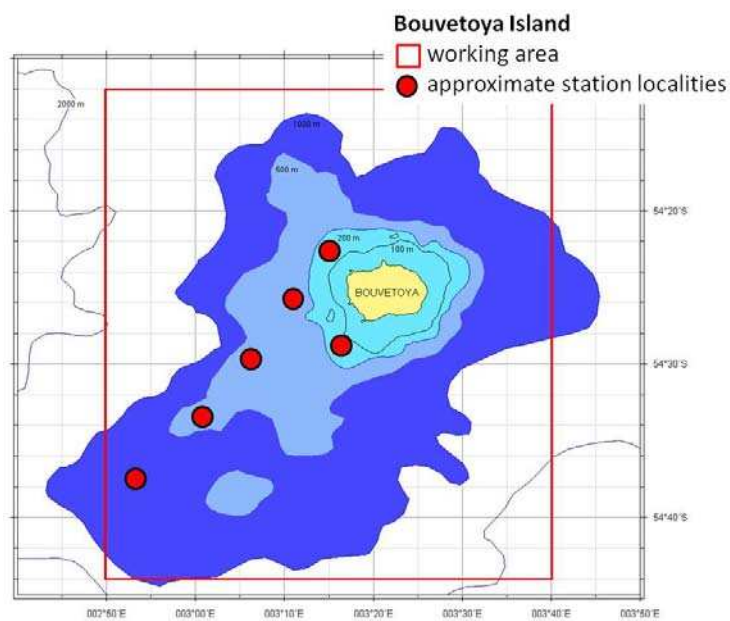 Bouvetoya Island
working area
approximate station localities
2000 m
1000 m
500 m
200 m
100 m
BOUVETOYA
54°20'S
54°30'S
54°40'S
002°50'E 003°00'E 003°10'E 003°20'E 003°30'E 003°40'E 003°50'E